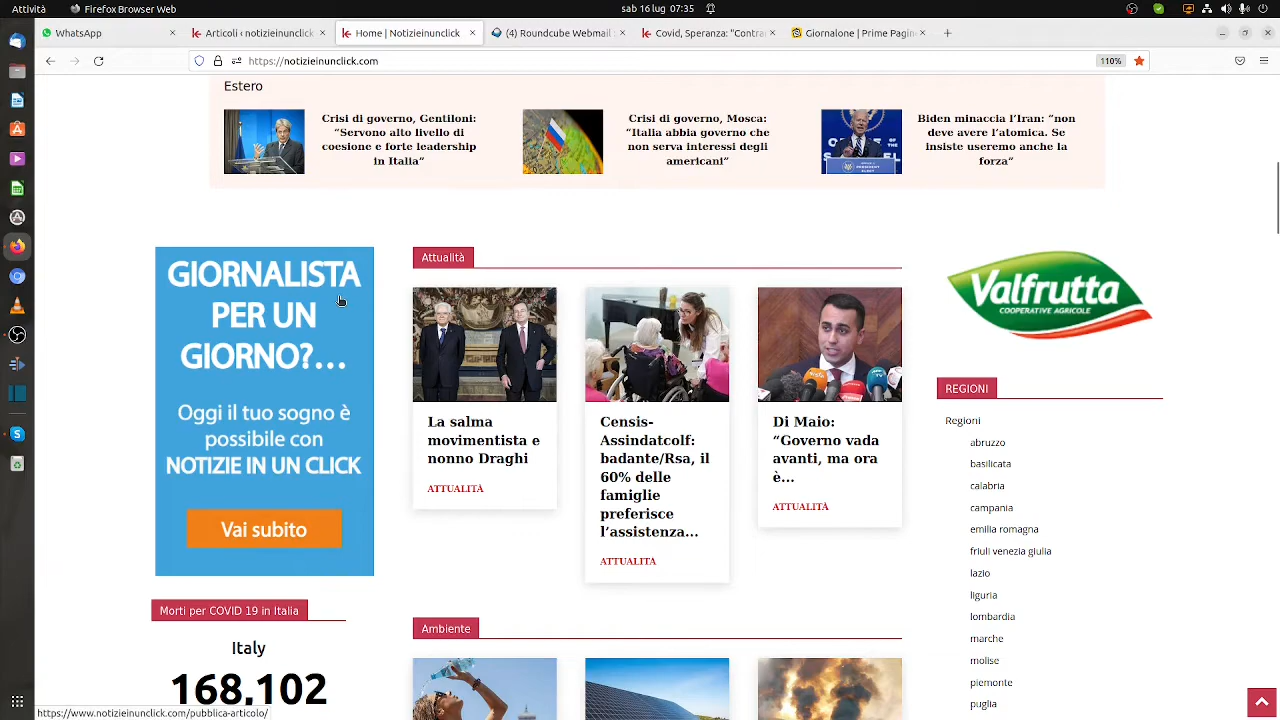 Attività
Firefox Web Browser
sab 16 lug 07:35
WhatsApp
Articoli ‹ notizieinunclick
Home | Notizieinunclick
(4) Roundcube Webmail
Covid, Speranza: "Contra
Giornalone | Prime Pagin
https://notizieinunclick.com
110%
Estero
Crisi di governo, Gentiloni:
“Servono alto livello di
coesione e forte leadership
in Italia”
Crisi di governo, Mosca:
“Italia abbia governo che
non serva interessi degli
americani”
Biden minaccia l’Iran: “non
deve avere l’atomica. Se
insiste useremo anche la
forza”
GIORNALISTA
PER UN
GIORNO?...
Oggi il tuo sogno è
possibile con
NOTIZIE IN UN CLICK
Vai subito
Morti per COVID 19 in Italia
Italy
168,102
Attualità
La salma
movimentista e
nonno Draghi
ATTUALITÀ
Censis-
Assindatcolf:
badante/Rsa, il
60% delle
famiglie
preferisce
l’assistenza...
ATTUALITÀ
Di Maio:
“Governo vada
avanti, ma ora
è...
ATTUALITÀ
Ambiente
Valfrutta
COOPERATIVE AGRICOLE
REGIONI
Regioni
abruzzo
basilicata
calabria
campania
emilia romagna
friuli venezia giulia
lazio
liguria
lombardia
marche
molise
piemonte
puglia
https://www.notizieinunclick.com/pubblica-articolo/